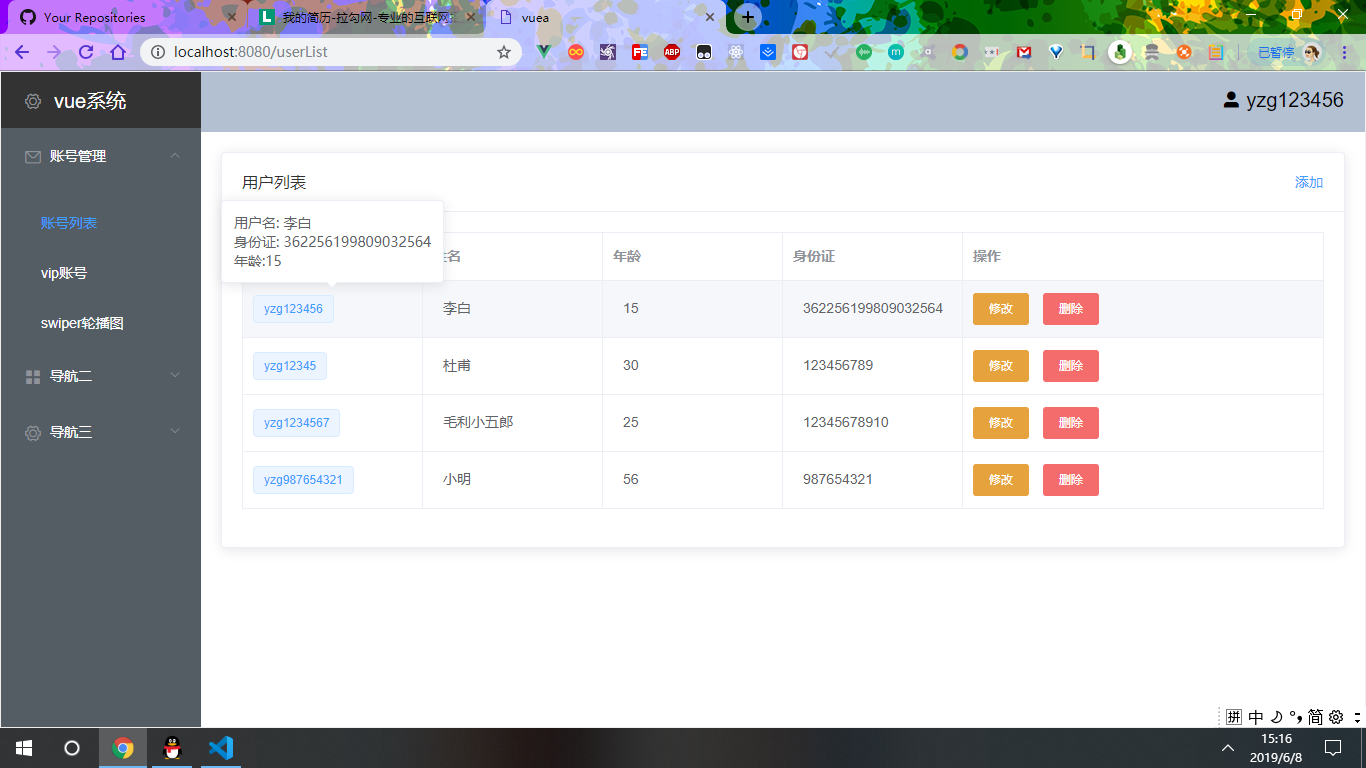 Your Repositories
我的简历-拉勾网-专业的互联网
vuea
localhost:8080/userList
已暂停
vue系统
yzg123456
账号管理
账号列表
vip账号
swiper轮播图
导航二
导航三
用户列表
添加
用户名: 李白
身份证: 362256199809032564
年龄:15
名
年龄
身份证
操作
yzg123456
李白
15
362256199809032564
修改
删除
yzg12345
杜甫
30
123456789
修改
删除
yzg1234567
毛利小五郎
25
12345678910
修改
删除
yzg987654321
小明
56
987654321
修改
删除
拼 中 简
15:16
2019/6/8